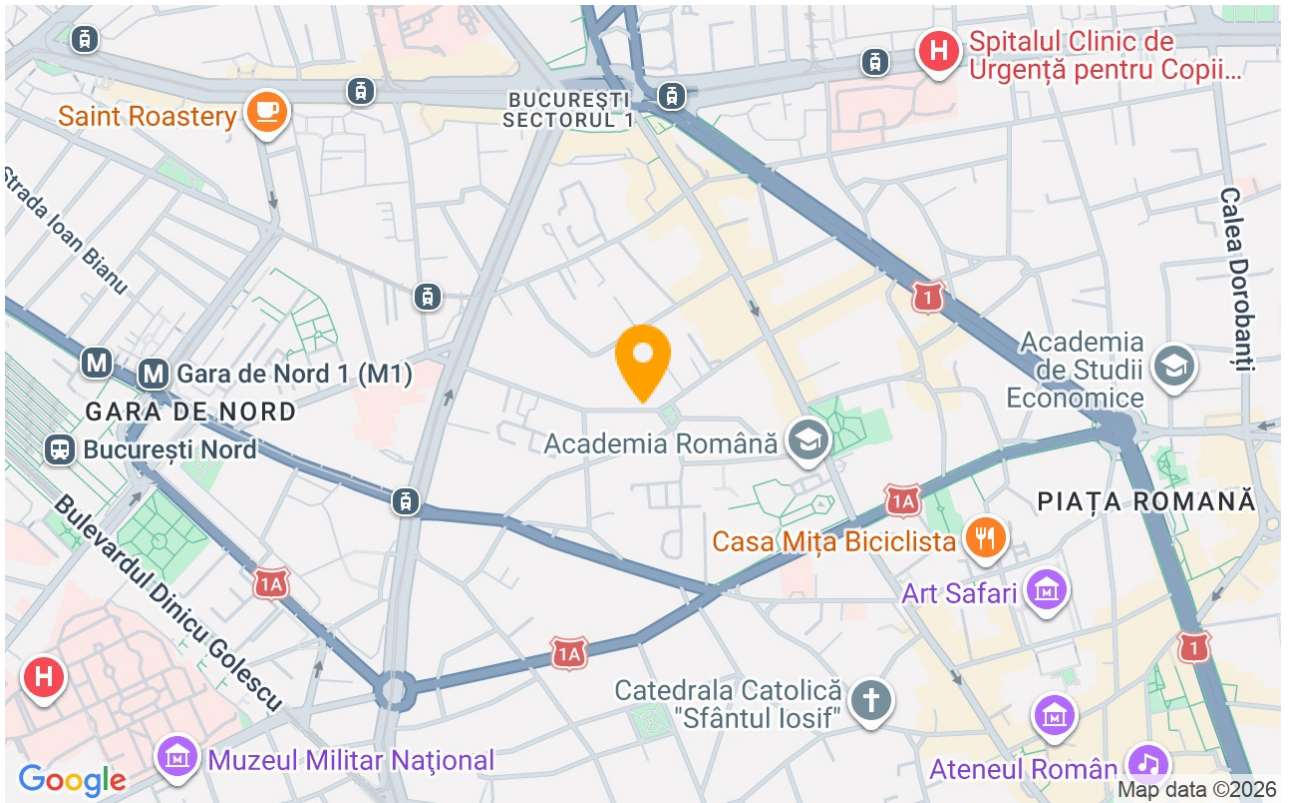 Spitalul Clinic de
Urgență pentru Copii...
H
BUCUREȘTI
SECTORUL 1
Saint Roastery
Strada Ioan Bianu
Calea Dorobanți
1
Academia
de Studii
Economice
M
M
Gara de Nord 1 (M1)
GARA DE NORD
București Nord
Academia Română
1A
PIAȚA ROMANĂ
Bulevardul Dinicu Golescu
Casa Mița Biciclista
1A
Art Safari
M
1A
1
H
Catedrala Catolică
"Sfântul Iosif"
M
M
Muzeul Militar Naţional
Ateneul Român
Google
Map data ©2026